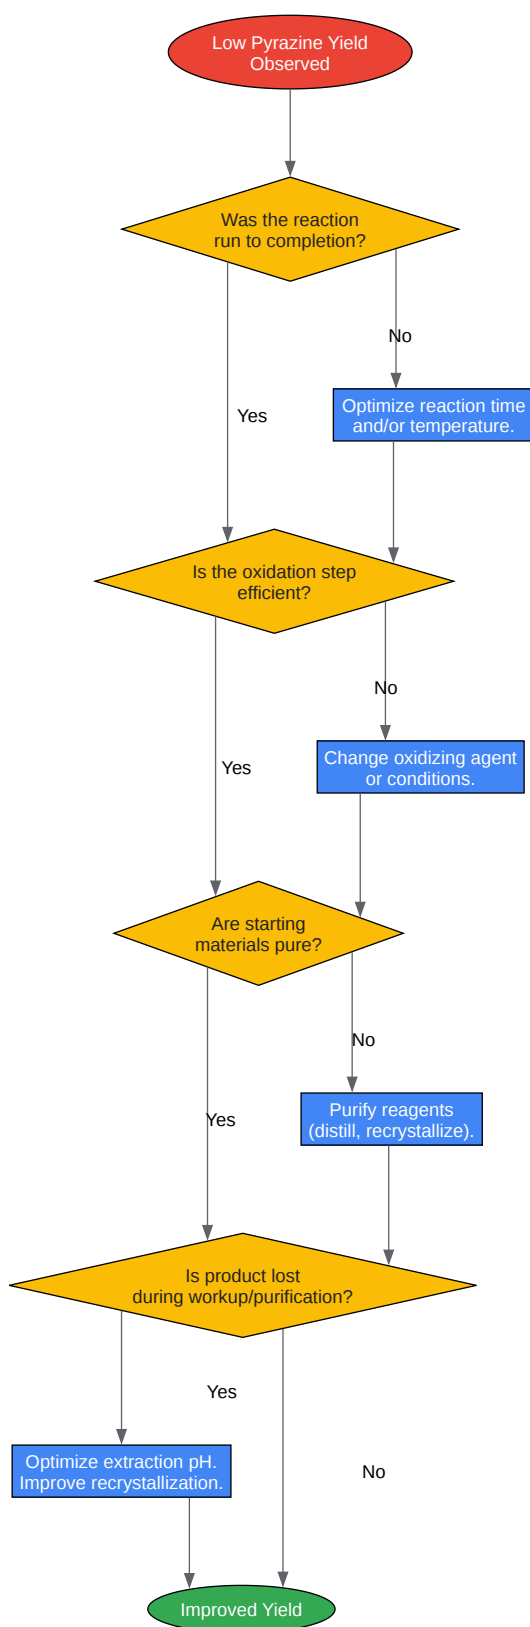 Low Pyrazine Yield
Observed
Was the reaction
run to completion?
No
Optimize reaction time
and/or temperature.
Yes
Is the oxidation step
efficient?
No
Change oxidizing agent
or conditions.
Yes
Are starting
materials pure?
No
Purify reagents
(distill, recrystallize).
Yes
Is product lost
during workup/purification?
Yes
Optimize extraction pH.
Improve recrystallization.
No
Improved Yield